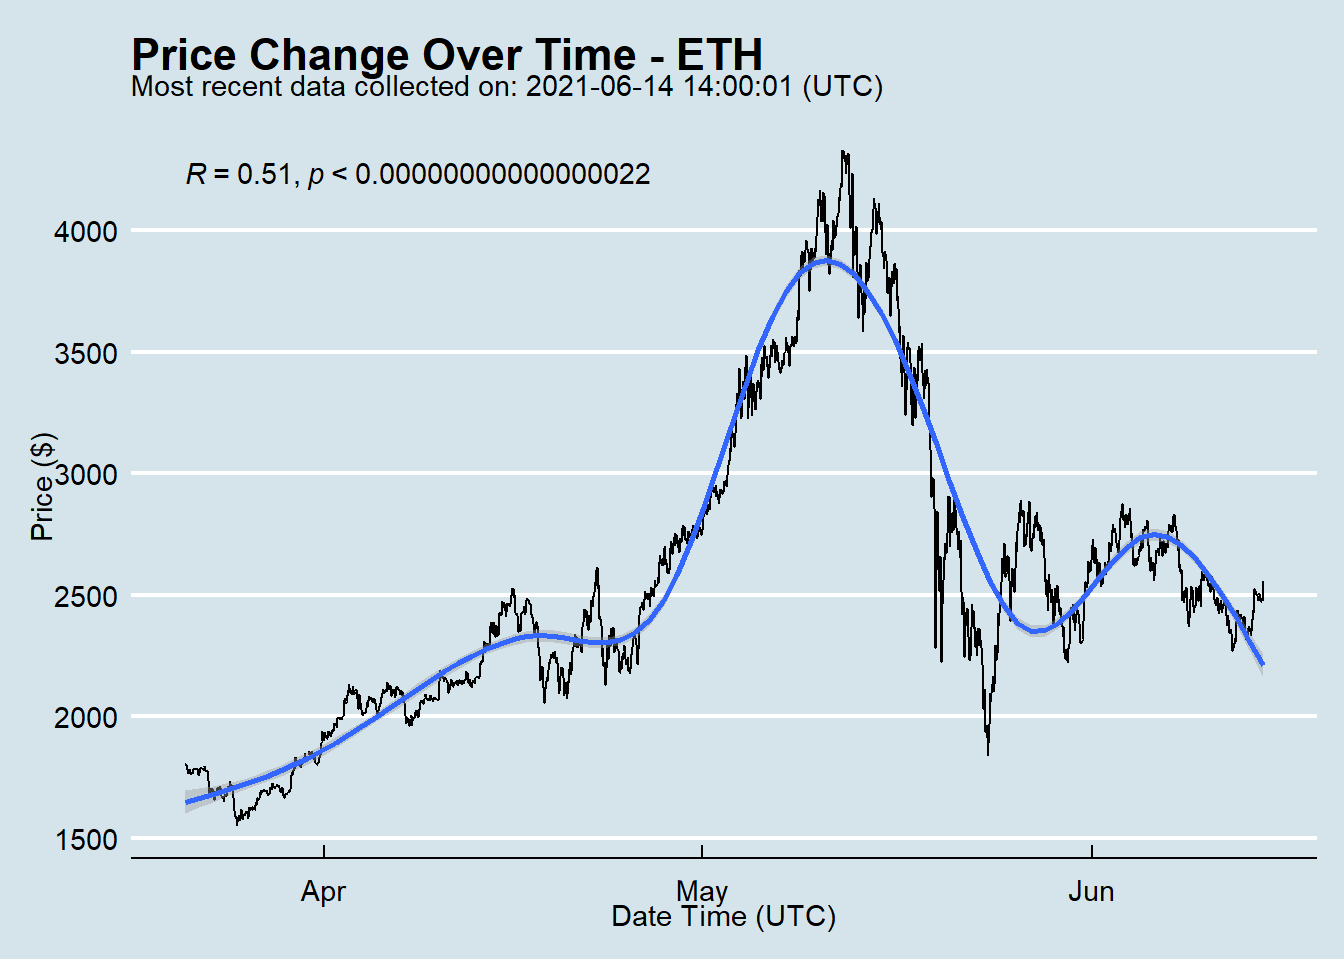 Price Change Over Time - ETH
Most recent data collected on: 2021-06-14 14:00:01 (UTC)
R = 0.51, p < 0.00000000000000022
4000
3500
3000
2500
2000
1500
Price ($)
Apr
May
Jun
Date Time (UTC)